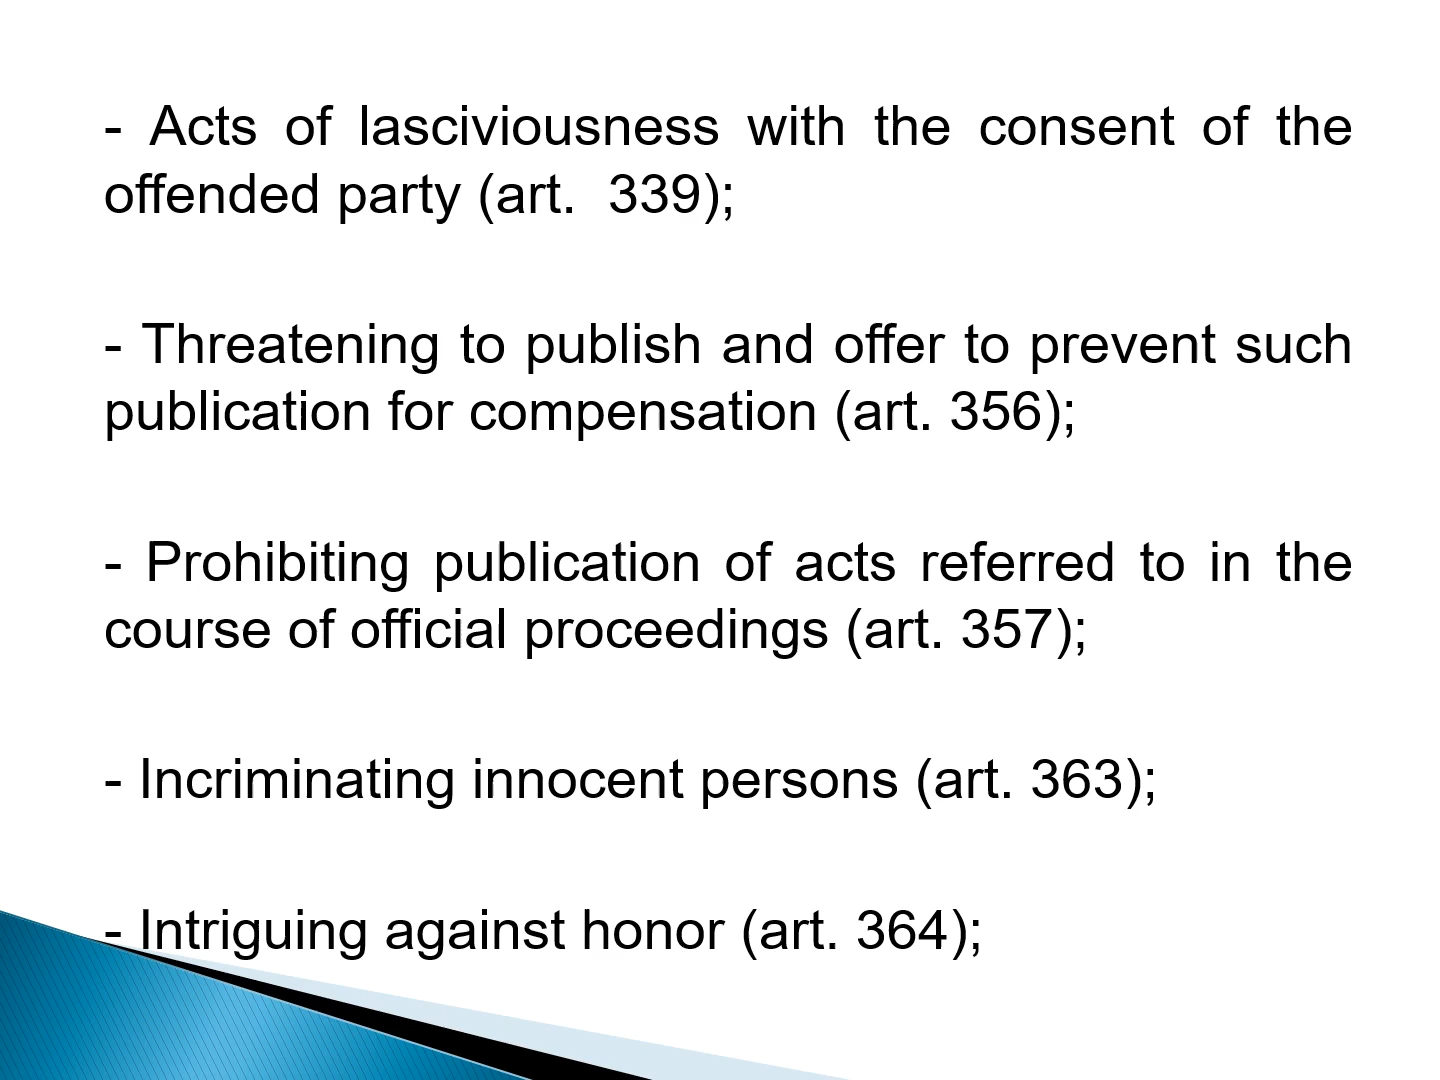 - Acts of lasciviousness with the consent of the
offended party (art.  339);
- Threatening to publish and offer to prevent such
publication for compensation (art. 356);
- Prohibiting publication of acts referred to in the
course of official proceedings (art. 357);
- Incriminating innocent persons (art. 363);
- Intriguing against honor (art. 364);